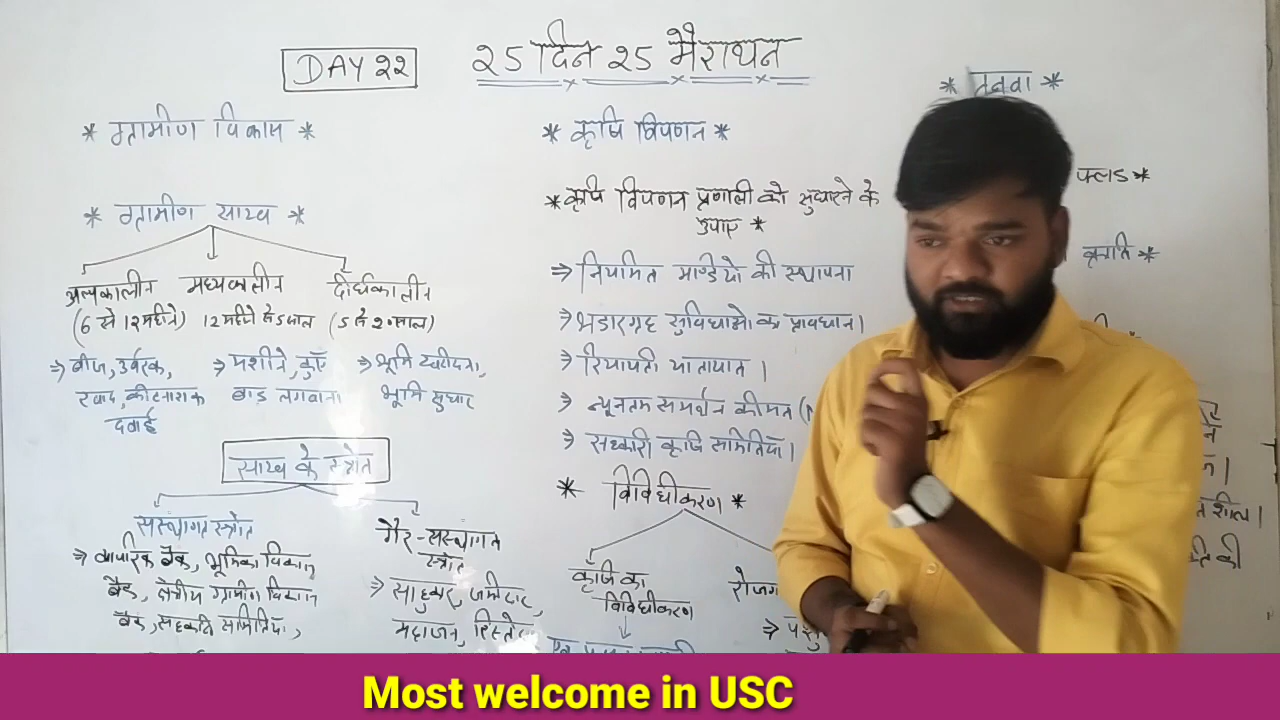 DAY 22
25 दिन 25 मैराथन
* ग्रामीण विकास *
* ग्रामीण साख *
अल्पकालीन
(6 से 12 महीने)
⇒ बीज, उर्वरक,
खाद, कीटनाशक
दवाई
मध्यकालीन
12 महीने से 5 साल
⇒ मशीने, कुएँ
बाड़ लगवाना
दीर्घकालीन
(5 से 20 साल)
⇒ भूमि खरीदना,
भूमि सुधार
साख के स्त्रोत
संस्थागत स्त्रोत
⇒ व्यापारिक बैंक, भूमि विकास
बैंक, क्षेत्रीय ग्रामीण विकास
बैंक, सहकारी समितियाँ,
गैर-संस्थागत
स्त्रोत
⇒ साहुकार, जमींदार,
महाजन, रिस्तेदार
* कृषि विपणन *
* कृषि विपणन प्रणाली को सुधारने के
उपाए *
⇒ नियमित मण्डियो की स्थापना
⇒ भंडारगृह सुविधाओ का प्रावधान।
⇒ रियायती यातायात।
⇒ न्यूनतम समर्थन कीमत (
⇒ सहकारी कृषि समितियाँ।
* विविधीकरण *
कृषि का
विविधीकरण
रोजग
⇒ पशु
फ्लड *
क्रान्ति *
शील।
की
Most welcome in USC